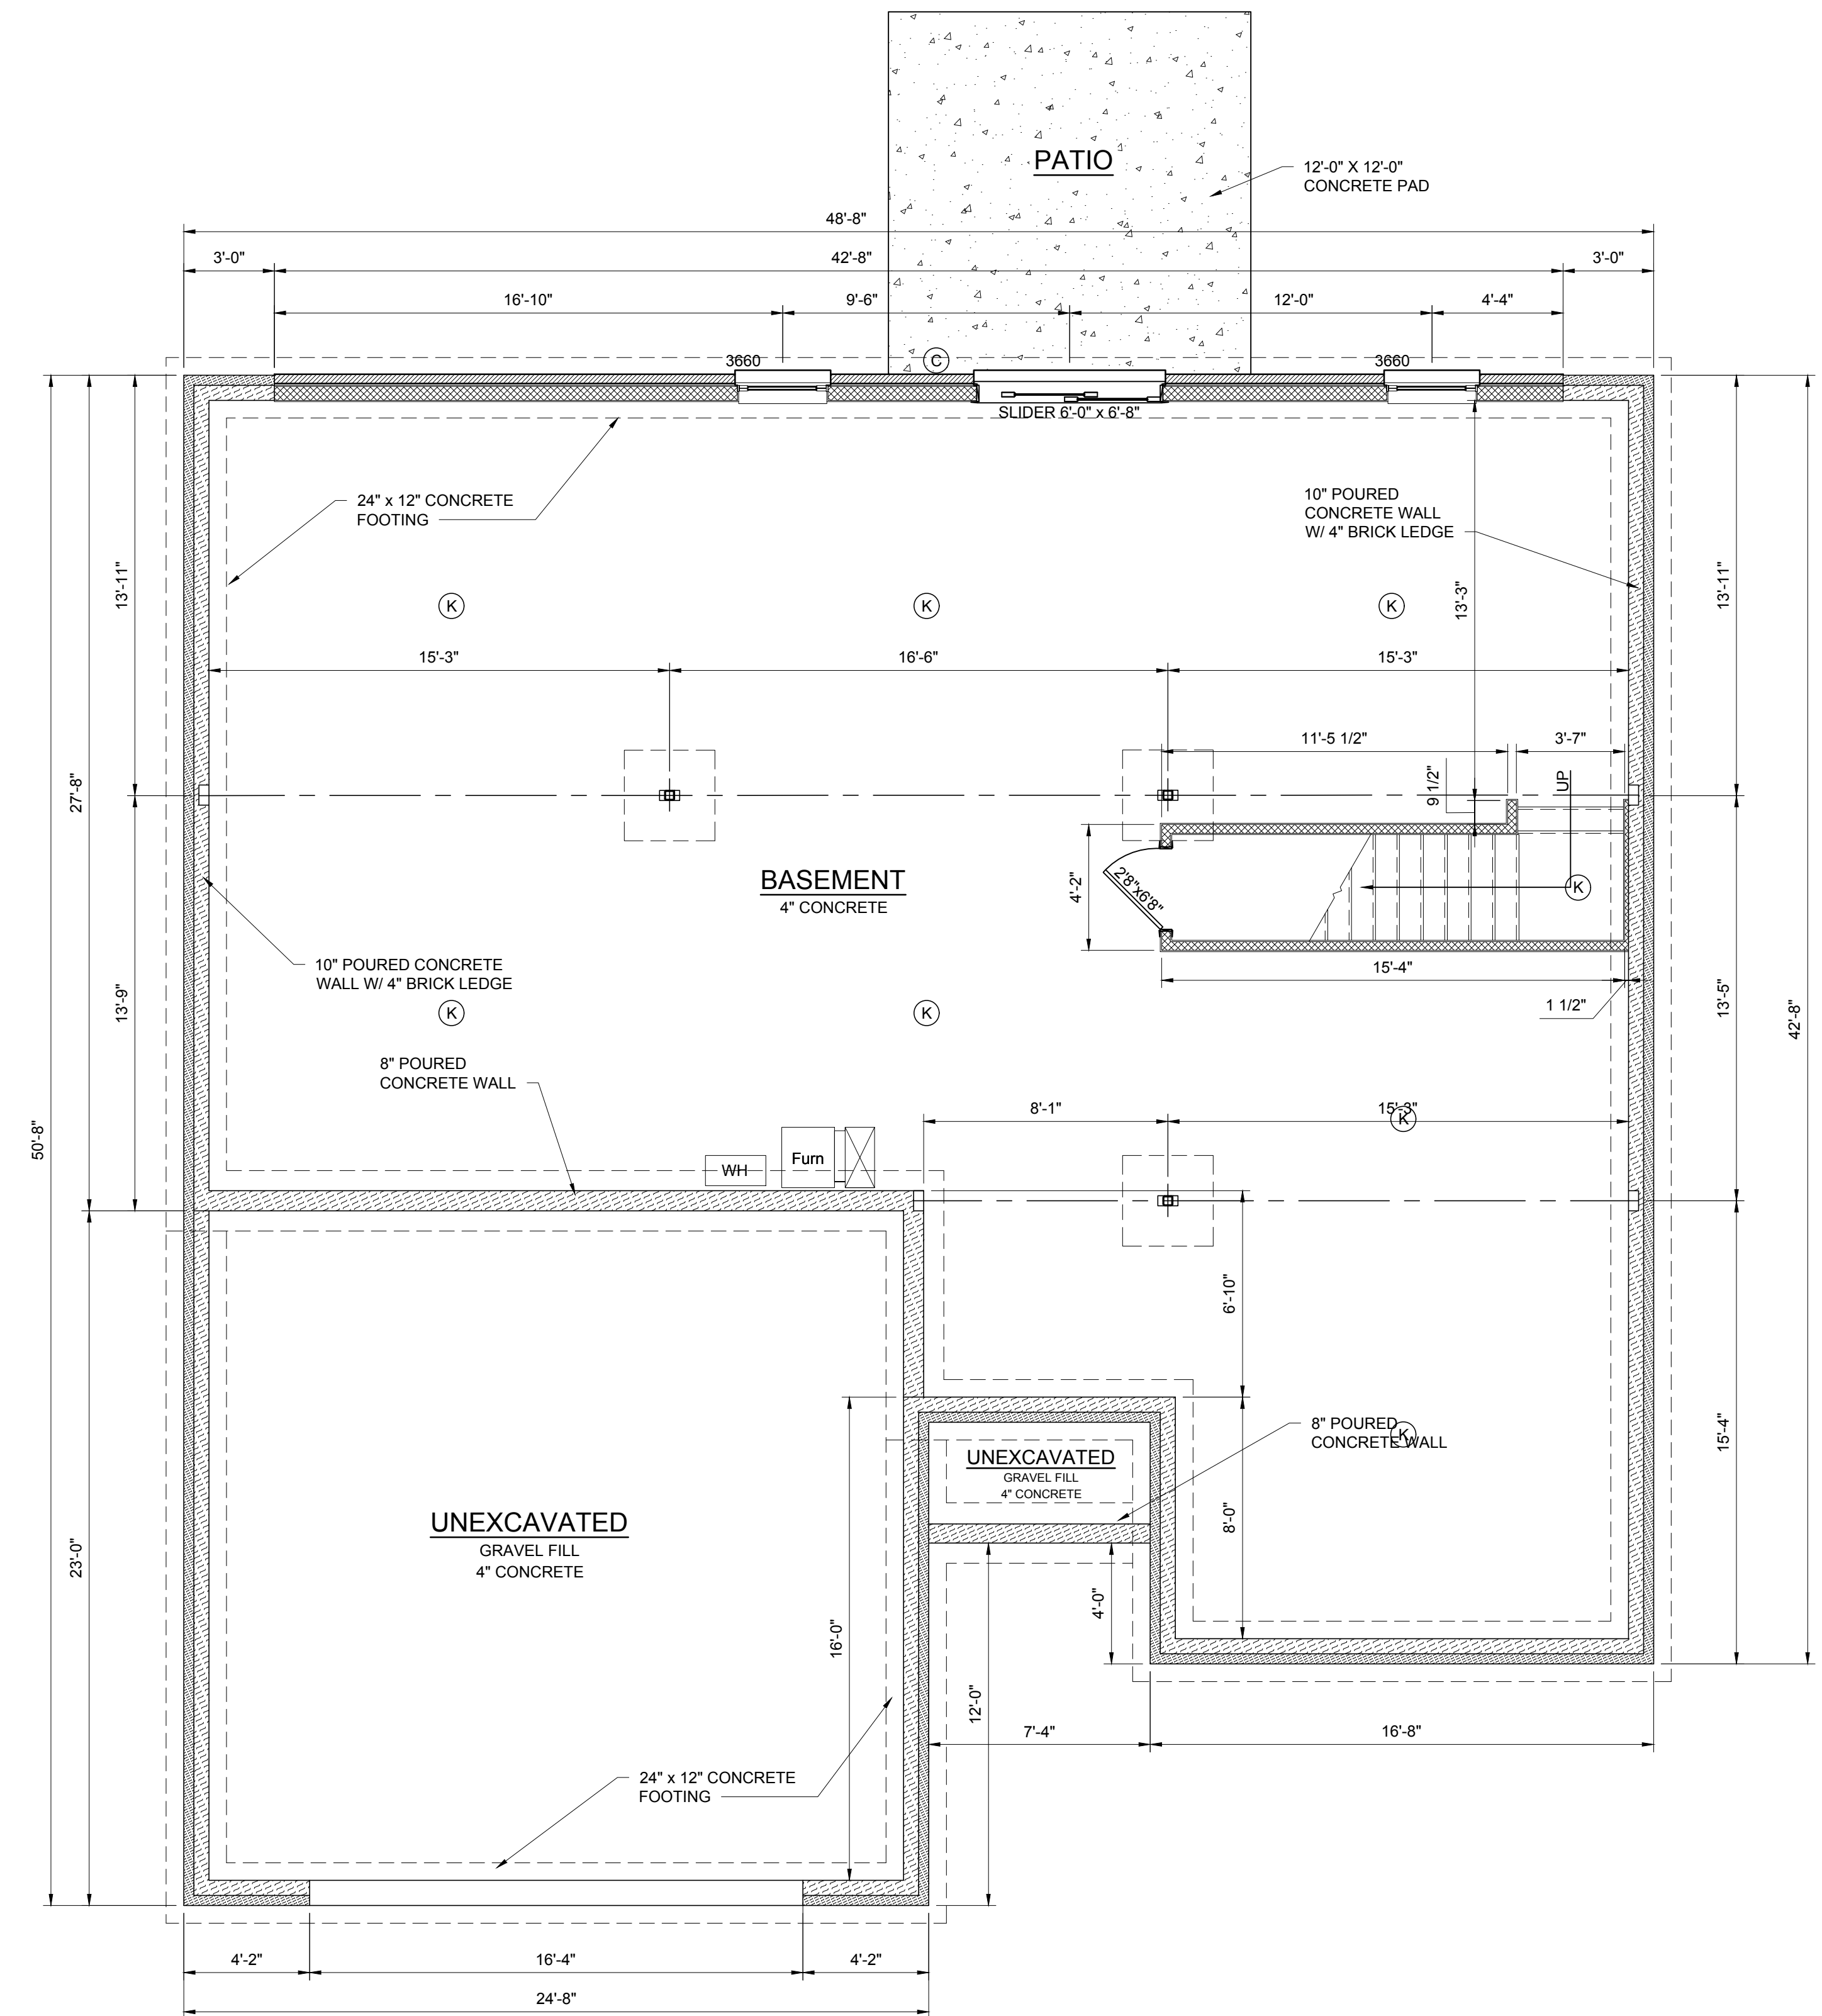 PATIO
12'-0" X 12'-0"
CONCRETE PAD
48'-8"
3'-0"
42'-8"
3'-0"
16'-10"
9'-6"
12'-0"
4'-4"
3660
C
3660
SLIDER 6'-0" x 6'-8"
24" x 12" CONCRETE
FOOTING
10" POURED
CONCRETE WALL
W/ 4" BRICK LEDGE
13'-11"
13'-3"
13'-11"
K
K
K
15'-3"
16'-6"
15'-3"
11'-5 1/2"
3'-7"
9 1/2"
UP
27'-8"
BASEMENT
4" CONCRETE
4'-2"
2'8"x6'8"
K
10" POURED CONCRETE
WALL W/ 4" BRICK LEDGE
15'-4"
1 1/2"
13'-9"
13'-5"
42'-8"
K
K
8" POURED
CONCRETE WALL
8'-1"
15'-3"
K
50'-8"
WH
Furn
6'-10"
8" POURED
CONCRETE WALL
K
15'-4"
UNEXCAVATED
GRAVEL FILL
4" CONCRETE
8'-0"
UNEXCAVATED
GRAVEL FILL
4" CONCRETE
23'-0"
16'-0"
4'-0"
12'-0"
7'-4"
16'-8"
24" x 12" CONCRETE
FOOTING
4'-2"
16'-4"
4'-2"
24'-8"